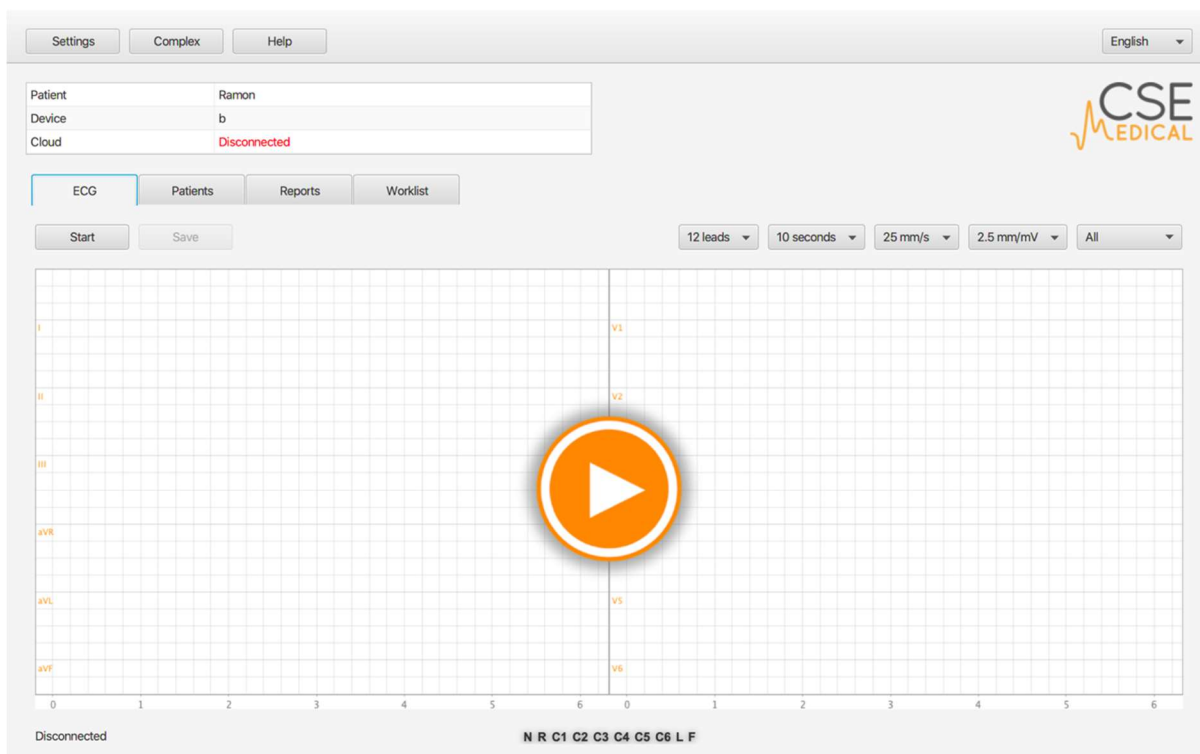 Settings Complex Help English
Patient Ramon
Device b
Cloud Disconnected
CSE
MEDICAL
ECG Patients Reports Worklist
Start Save 12 leads 10 seconds 25 mm/s 2.5 mm/mV All
I V1
II V2
III
aVR
aVL V5
aVF V6
0 1 2 3 4 5 6 0 1 2 3 4 5 6
Disconnected N R C1 C2 C3 C4 C5 C6 L F